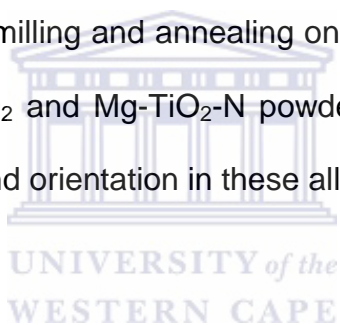 milling and annealing on
2 and Mg-TiO2-N powde
nd orientation in these all
UNIVERSITY of the
WESTERN CAPE